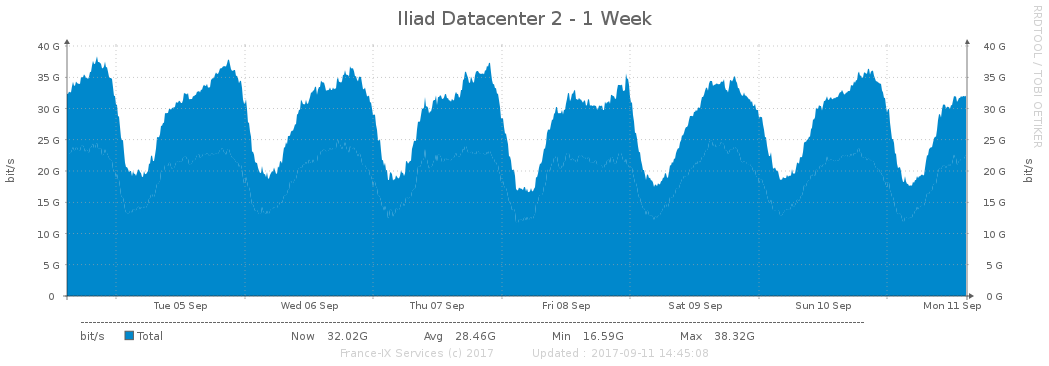 Iliad Datacenter 2 - 1 Week
RRDTOOL / TOBI OETIKER
bit/s
bit/s
40 G 40 G
35 G 35 G
30 G 30 G
25 G 25 G
20 G 20 G
15 G 15 G
10 G 10 G
5 G 5 G
0 0 G
Tue 05 Sep Wed 06 Sep Thu 07 Sep Fri 08 Sep Sat 09 Sep Sun 10 Sep Mon 11 Sep
bit/s Total Now 32.02G Avg 28.46G Min 16.59G Max 38.32G
France-IX Services (c) 2017 Updated : 2017-09-11 14:45:08